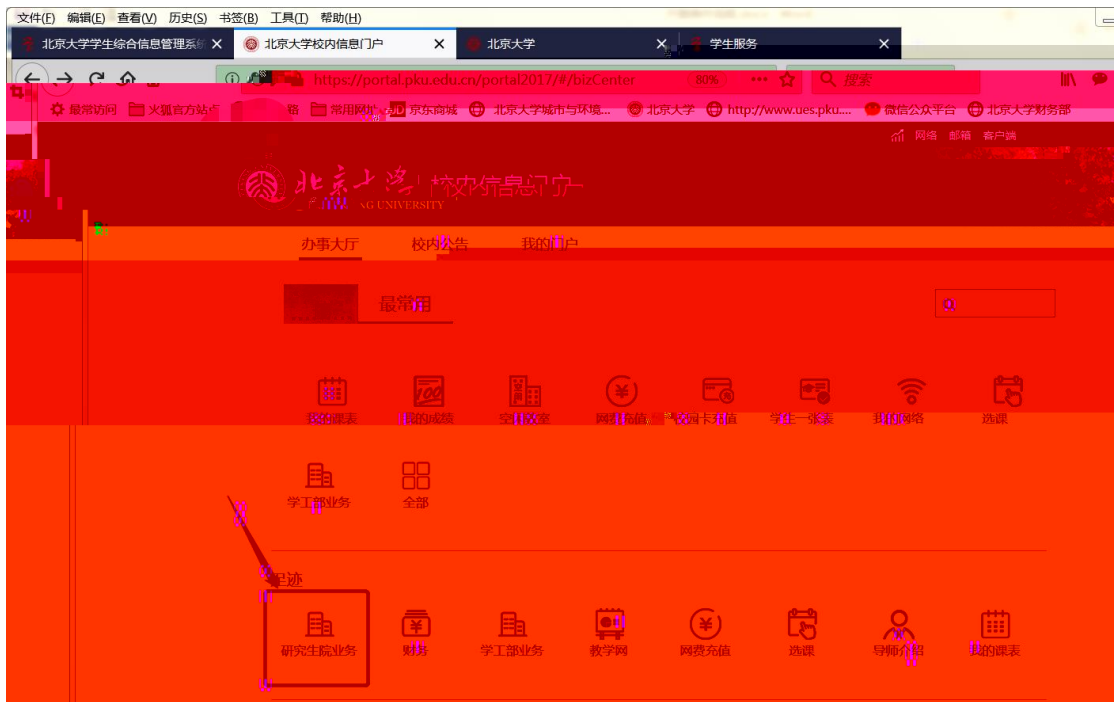 文件(F) 编辑(E) 查看(V) 历史(S) 书签(B) 工具(T) 帮助(H)
北京大学学生综合信息管理系统 北京大学校内信息门户 北京大学 学生服务
https://portal.pku.edu.cn/portal2017/#/bizCenter 80% 搜索
最常访问 火狐官方站点 常用网址 京东商城 北京大学城市与环境... 北京大学 http://www.ues.pku.... 微信公众平台 北京大学财务部
网络 邮箱 客户端
北京大学 校内信息门户
UNIVERSITY
办事大厅 校内公告 我的门户
最常用
我的课表 我的成绩 空闲教室 网费充值 校园卡充值 学生一张表 我的网络 选课
学工部业务 全部
足迹
研究生院业务 财务 学工部业务 教学网 网费充值 选课 导师介绍 我的课表